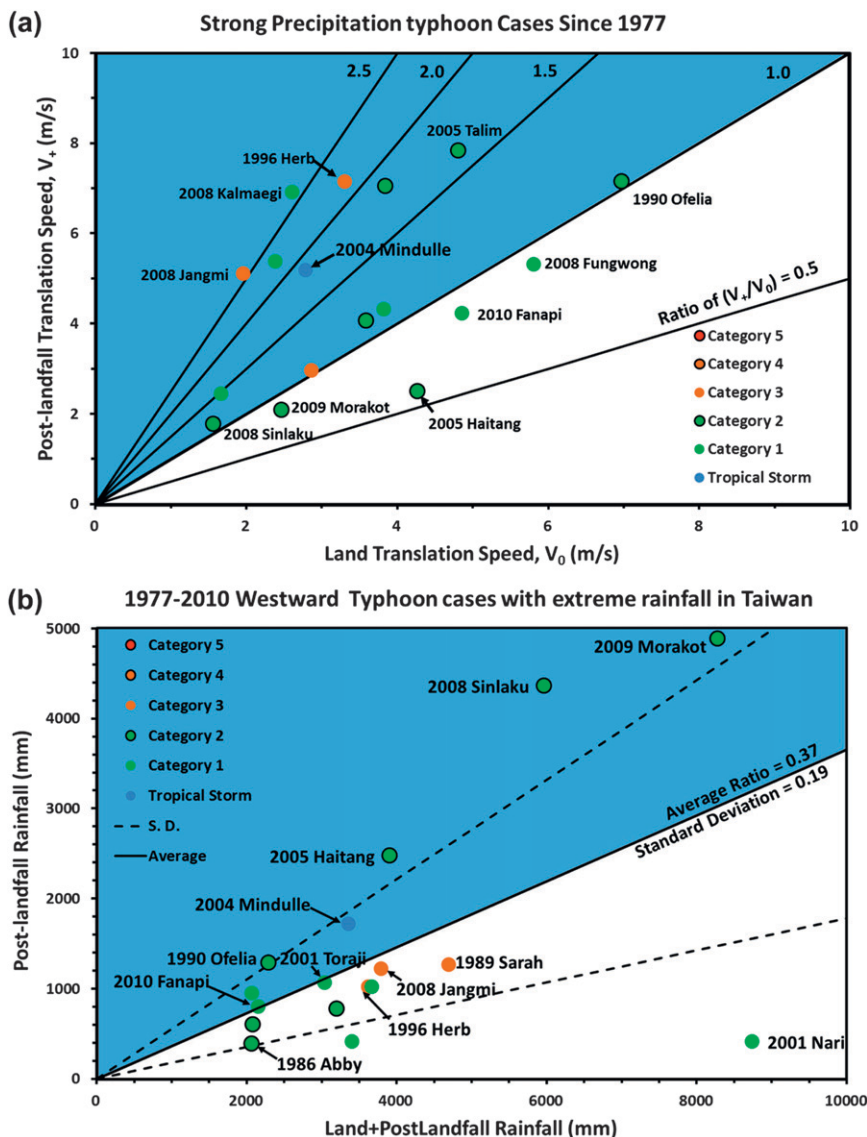 (a)
Strong Precipitation typhoon Cases Since 1977
Post-landfall Translation Speed, V+ (m/s)
10
8
6
4
2
0
2.5
2.0
1.5
1.0
2005 Talim
1996 Herb
2008 Kalmaegi
1990 Ofelia
2004 Mindulle
2008 Jangmi
2008 Fungwong
2010 Fanapi
Ratio of (V+/V0) = 0.5
2009 Morakot
2008 Sinlaku
2005 Haitang
Category 5
Category 4
Category 3
Category 2
Category 1
Tropical Storm
0
2
4
6
8
10
Land Translation Speed, V0 (m/s)
(b)
1977-2010 Westward Typhoon cases with extreme rainfall in Taiwan
Post-landfall Rainfall (mm)
5000
4000
3000
2000
1000
0
Category 5
Category 4
Category 3
Category 2
Category 1
Tropical Storm
S. D.
Average
2009 Morakot
2008 Sinlaku
Average Ratio = 0.37
Standard Deviation = 0.19
2005 Haitang
2004 Mindulle
1990 Ofelia
2001 Toraji
2010 Fanapi
1989 Sarah
2008 Jangmi
1996 Herb
1986 Abby
2001 Nari
0
2000
4000
6000
8000
10000
Land+PostLandfall Rainfall (mm)